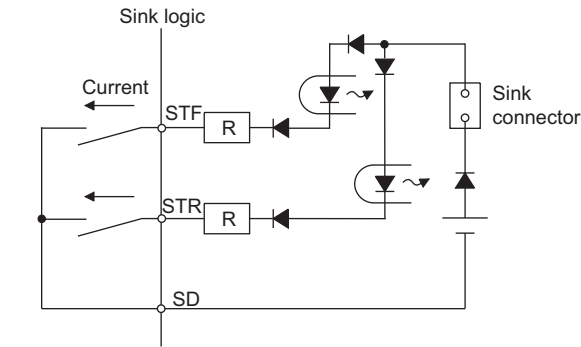 Sink logic
Current
STF
R
Sink
connector
STR
R
SD